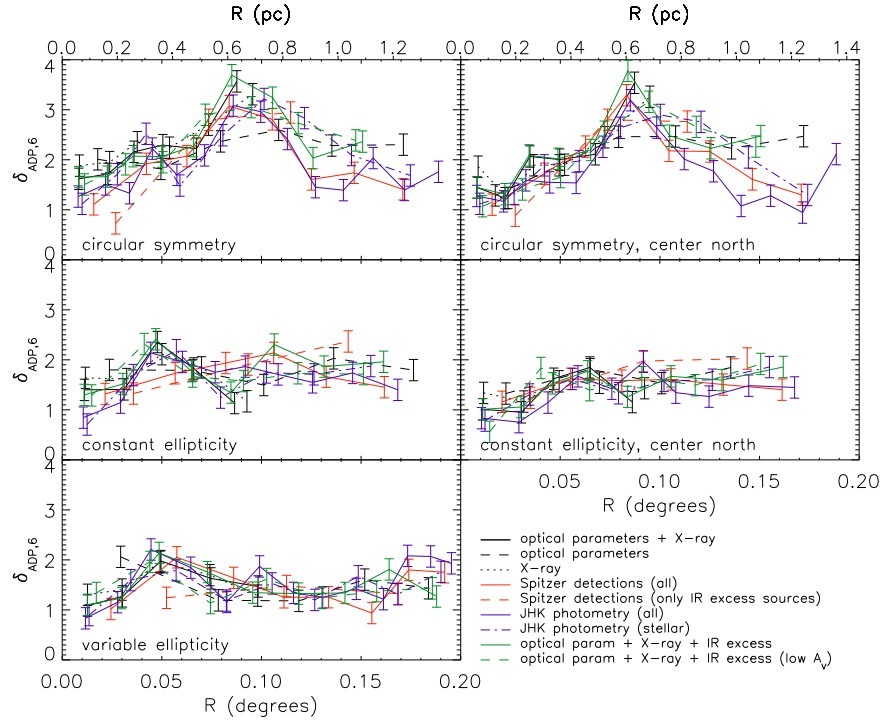 R (pc)
R (pc)
0.0 0.2 0.4 0.6 0.8 1.0 1.2
0.0 0.2 0.4 0.6 0.8 1.0 1.2 1.4
4
3
2
1
0
δADP,6
circular symmetry
circular symmetry, center north
4
3
2
1
0
δADP,6
constant ellipticity
constant ellipticity, center north
0.05 0.10 0.15 0.20
R (degrees)
4
3
2
1
0
δADP,6
variable ellipticity
0.00 0.05 0.10 0.15 0.20
R (degrees)
optical parameters + X-ray
optical parameters
X-ray
Spitzer detections (all)
Spitzer detections (only IR excess sources)
JHK photometry (all)
JHK photometry (stellar)
optical param + X-ray + IR excess
optical param + X-ray + IR excess (low Av)